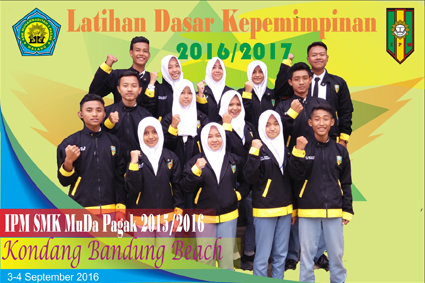 Latihan Dasar Kepemimpinan
2016/2017
IPM SMK MuDa Pagak 2015/2016
Kondang Bandung Beach
3-4 September 2016